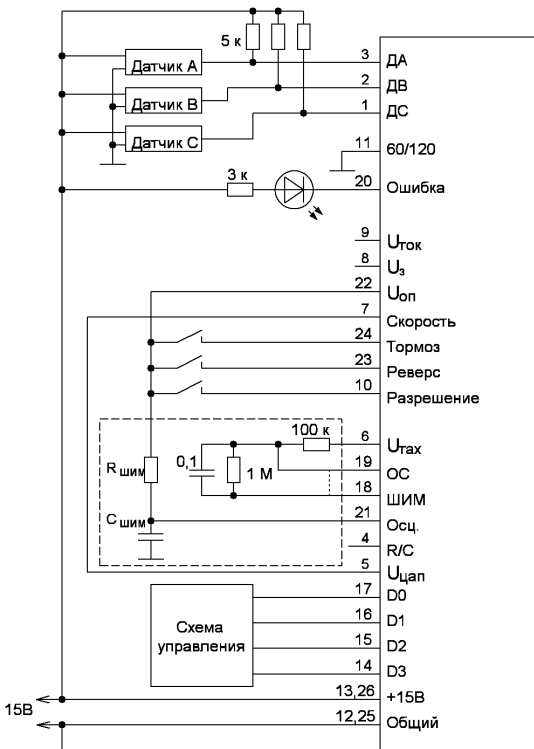 5 к
3 ДА
Датчик А
2 ДВ
Датчик В
1 ДС
Датчик С
11 60/120
3 к
20 Ошибка
9 Uток
8 Uз
22 Uоп
7 Скорость
24 Тормоз
23 Реверс
10 Разрешение
100 к
6 Uтах
R шим
0,1
1 М
19 ОС
18 ШИМ
C шим
21 Осц.
4 R/C
5 Uцап
17 D0
16 D1
Схема
управления
15 D2
14 D3
13,26 +15В
15В
12,25 Общий